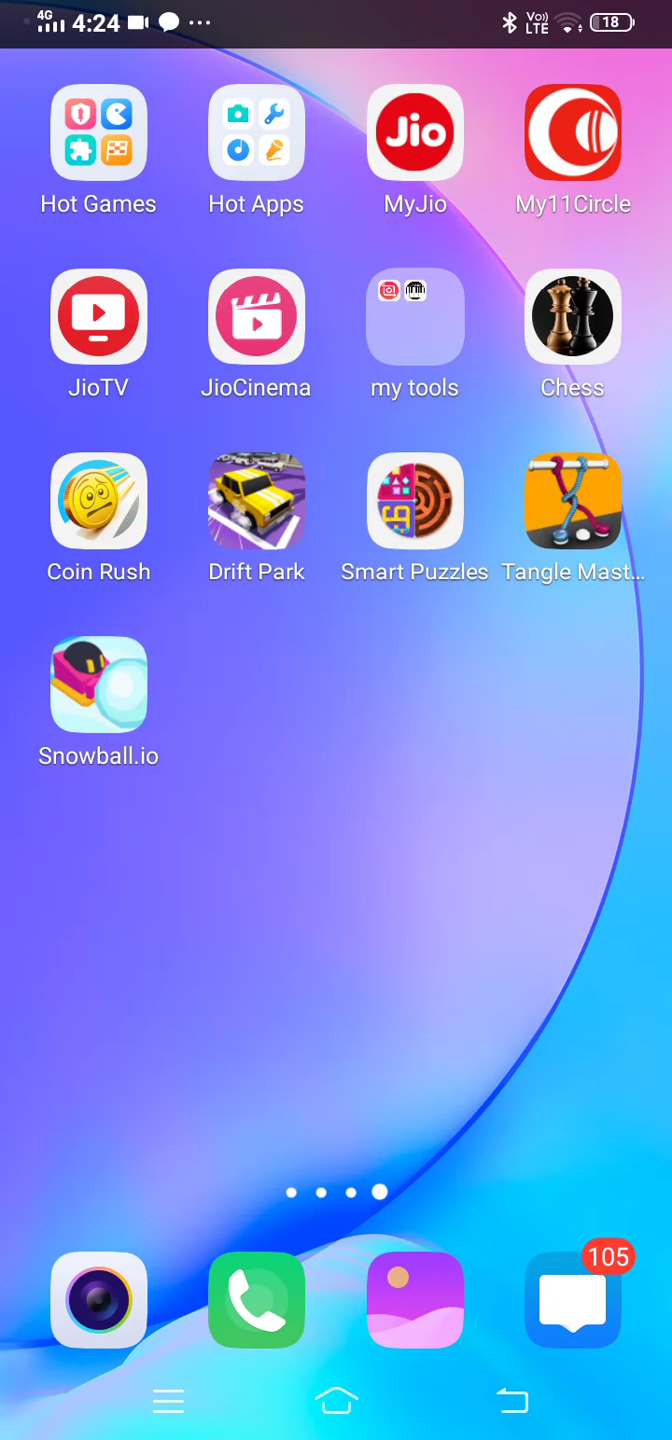 4G 4:24 Vo)) LTE 18
Hot Games Hot Apps MyJio My11Circle
Jio
JioTV JioCinema my tools Chess
Coin Rush Drift Park Smart Puzzles Tangle Mast...
Snowball.io
105